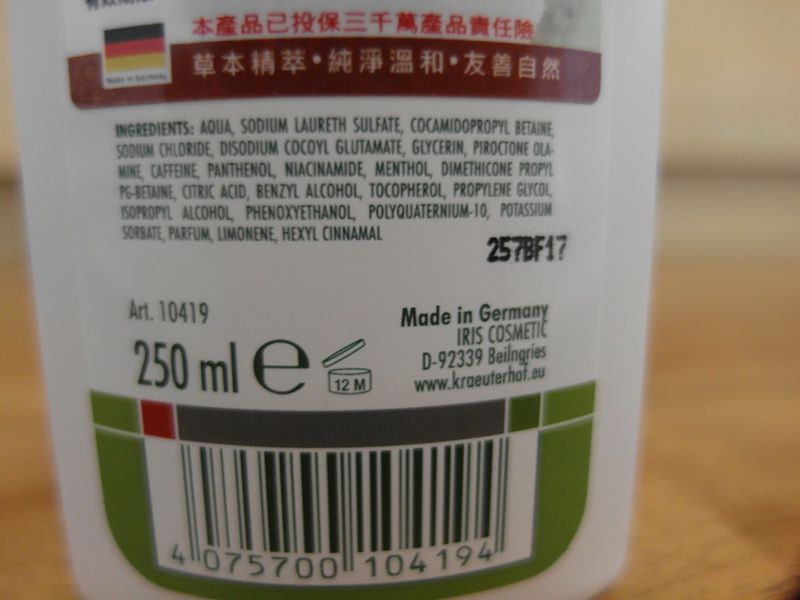 本產品已投保三千萬產品責任險
Made in Germany
草本精萃•純淨溫和•友善自然
INGREDIENTS: AQUA, SODIUM LAURETH SULFATE, COCAMIDOPROPYL BETAINE,
SODIUM CHLORIDE, DISODIUM COCOYL GLUTAMATE, GLYCERIN, PIROCTONE OLA-
MINE, CAFFEINE, PANTHENOL, NIACINAMIDE, MENTHOL, DIMETHICONE PROPYL
PG-BETAINE, CITRIC ACID, BENZYL ALCOHOL, TOCOPHEROL, PROPYLENE GLYCOL,
ISOPROPYL ALCOHOL, PHENOXYETHANOL, POLYQUATERNIUM-10, POTASSIUM
SORBATE, PARFUM, LIMONENE, HEXYL CINNAMAL
257BF17
Art. 10419
250 ml e
12 M
Made in Germany
IRIS COSMETIC
D-92339 Beilngries
www.kraeuterhof.eu
4 075700 104194